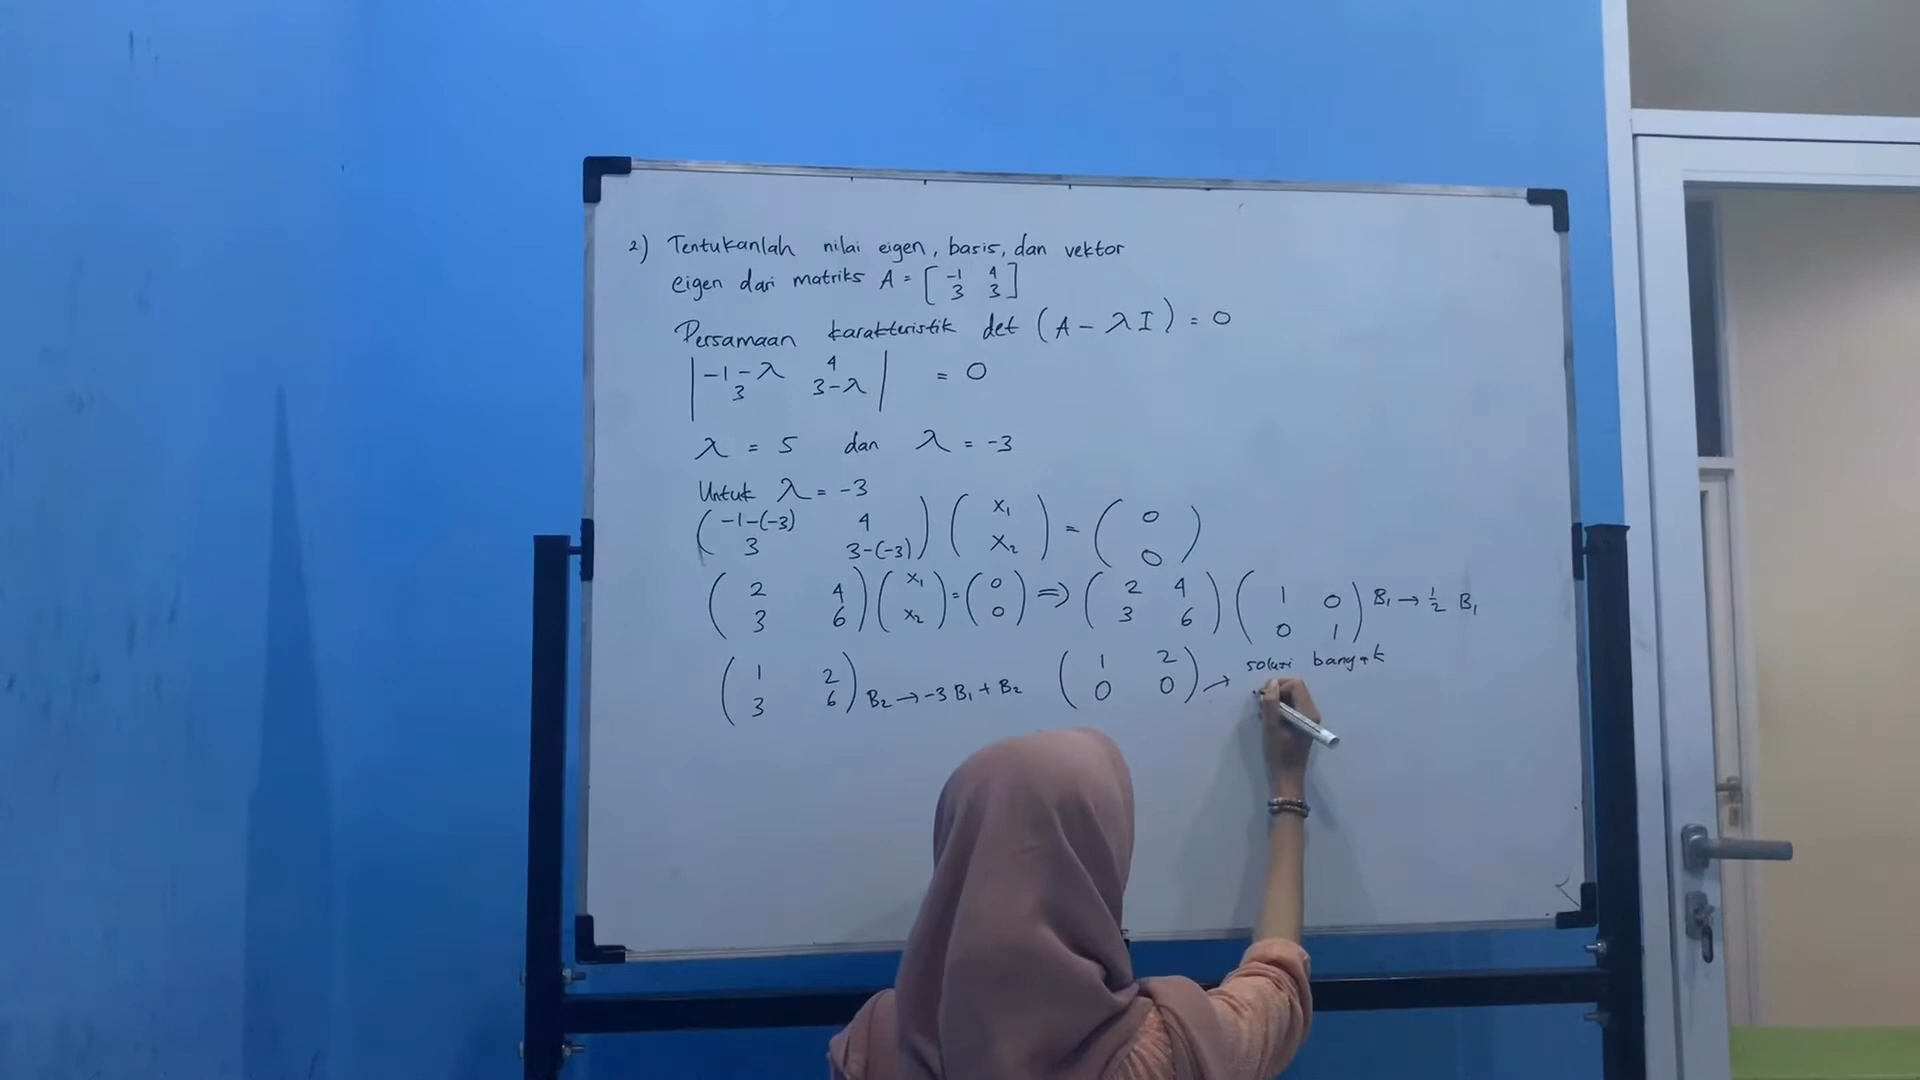 2) Tentukanlah nilai eigen, basis, dan vektor
eigen dari matriks A = [ -1 4 ; 3 3 ]
Persamaan karakteristik det (A - λI) = 0
| -1-λ 4 ; 3 3-λ | = 0
λ = 5 dan λ = -3
Untuk λ = -3
( -1-(-3) 4 ; 3 3-(-3) ) ( x₁ ; x₂ ) = ( 0 ; 0 )
( 2 4 ; 3 6 ) ( x₁ ; x₂ ) = ( 0 ; 0 ) => ( 2 4 ; 3 6 ) ( 1 0 ; 0 1 ) B₁ → ½ B₁
( 1 2 ; 3 6 ) B₂ → -3 B₁ + B₂ ( 1 2 ; 0 0 ) → solusi